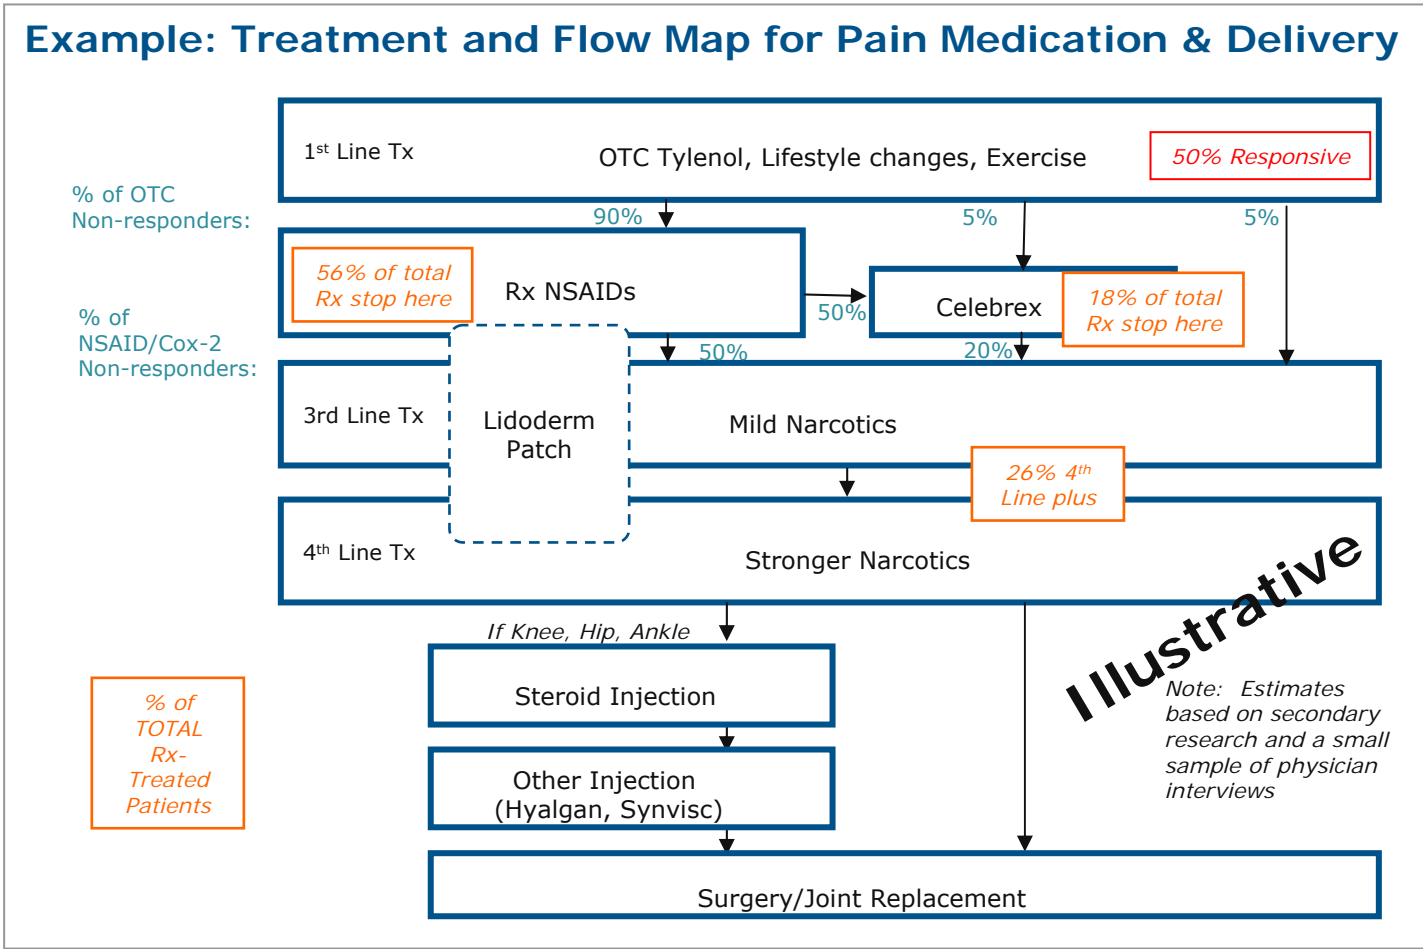 Example: Treatment and Flow Map for Pain Medication & Delivery
1st Line Tx
OTC Tylenol, Lifestyle changes, Exercise
50% Responsive
% of OTC
Non-responders:
90%
5%
5%
56% of total
Rx stop here
Rx NSAIDs
50%
Celebrex
18% of total
Rx stop here
% of
NSAID/Cox-2
Non-responders:
50%
20%
3rd Line Tx
Lidoderm
Patch
Mild Narcotics
26% 4th
Line plus
4th Line Tx
Stronger Narcotics
Illustrative
If Knee, Hip, Ankle
Steroid Injection
% of
TOTAL
Rx-
Treated
Patients
Note: Estimates
based on secondary
research and a small
sample of physician
interviews
Other Injection
(Hyalgan, Synvisc)
Surgery/Joint Replacement